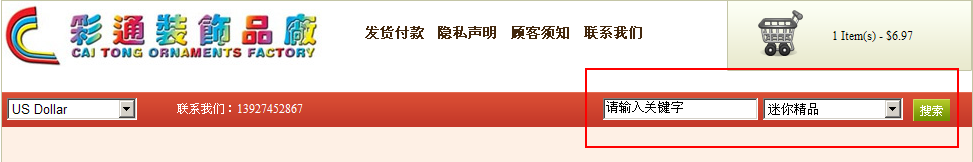 彩通裝飾品廠
CAI TONG ORNAMENTS FACTORY
发货付款 隐私声明 顾客须知 联系我们
1 Item(s) - $6.97
US Dollar
联系我们：13927452867
请输入关键字
迷你精品
搜索